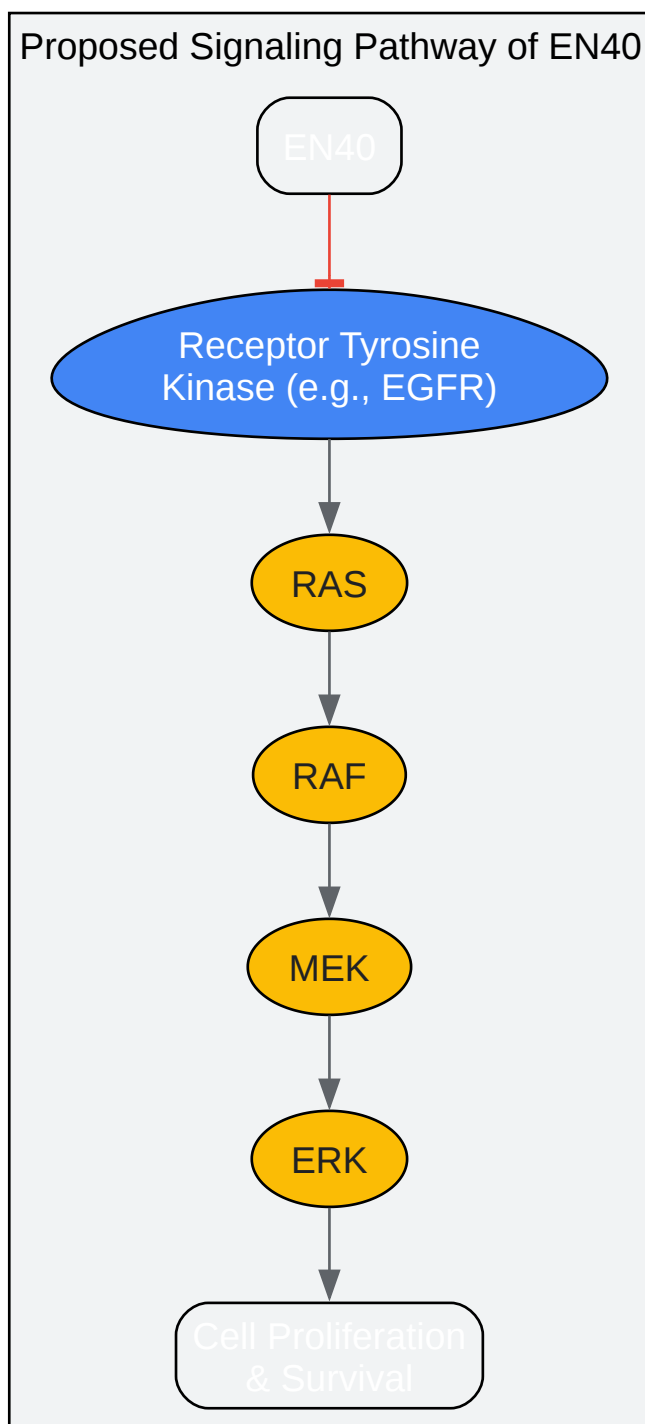 Proposed Signaling Pathway of EN40
EN40
Receptor Tyrosine
Kinase (e.g., EGFR)
RAS
RAF
MEK
ERK
Cell Proliferation
& Survival